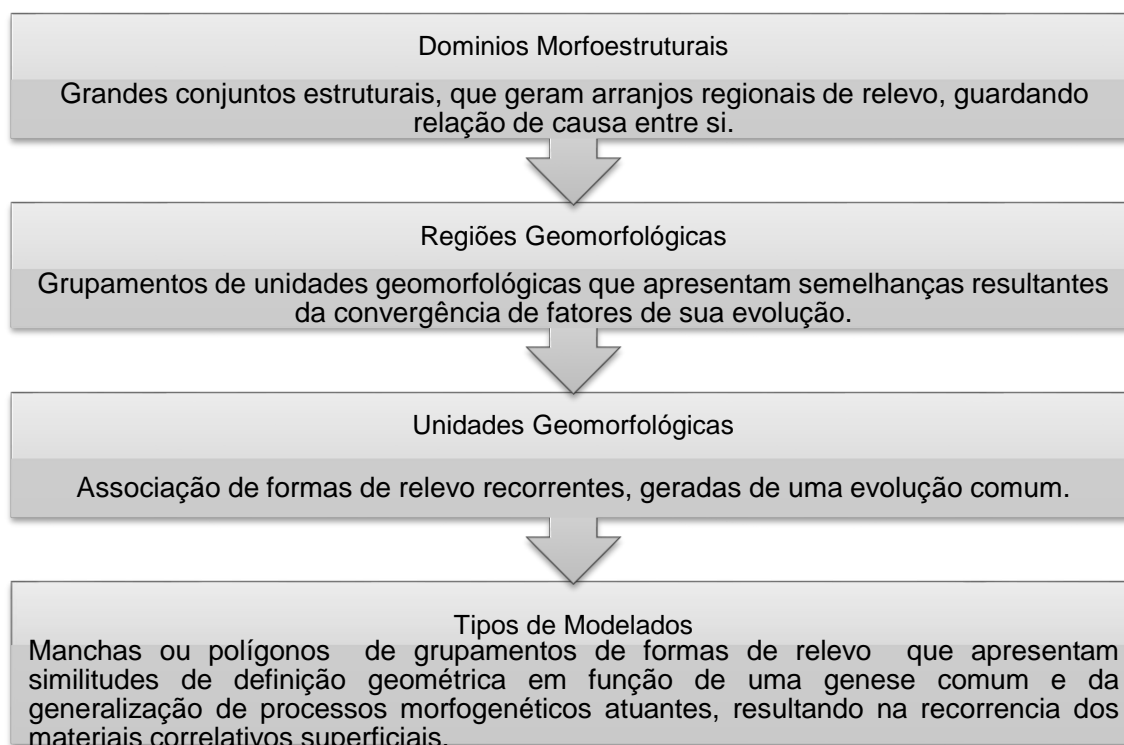 Dominios Morfoestruturais
Grandes conjuntos estruturais, que geram arranjos regionais de relevo, guardando
relação de causa entre si.
Regiões Geomorfológicas
Grupamentos de unidades geomorfológicas que apresentam semelhanças resultantes
da convergência de fatores de sua evolução.
Unidades Geomorfológicas
Associação de formas de relevo recorrentes, geradas de uma evolução comum.
Tipos de Modelados
Manchas ou polígonos de grupamentos de formas de relevo que apresentam
similitudes de definição geométrica em função de uma genese comum e da
generalização de processos morfogenéticos atuantes, resultando na recorrencia dos
materiais correlativos superficiais.